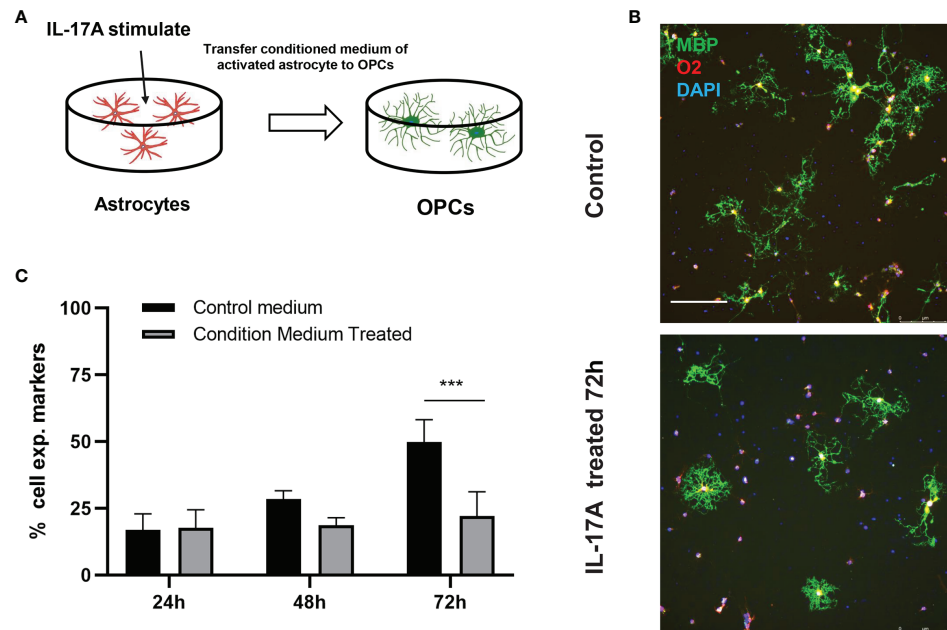 A
IL-17A stimulate
Transfer conditioned medium of
activated astrocyte to OPCs
Astrocytes
OPCs
B
MBP
O2
DAPI
Control
IL-17A treated 72h
C
Control medium
Condition Medium Treated
% cell exp. markers
100
75
50
25
0
***
24h
48h
72h